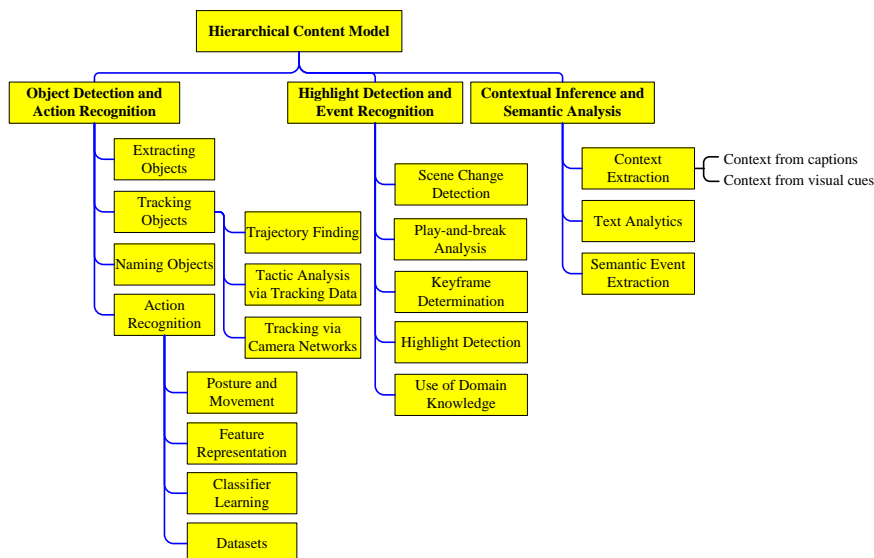 Hierarchical Content Model
Object Detection and
Action Recognition
Highlight Detection and
Event Recognition
Contextual Inference and
Semantic Analysis
Extracting
Objects
Tracking
Objects
Trajectory Finding
Tactic Analysis
via Tracking Data
Tracking via
Camera Networks
Naming Objects
Action
Recognition
Posture and
Movement
Feature
Representation
Classifier
Learning
Datasets
Scene Change
Detection
Play-and-break
Analysis
Keyframe
Determination
Highlight Detection
Use of Domain
Knowledge
Context
Extraction
Context from captions
Context from visual cues
Text Analytics
Semantic Event
Extraction